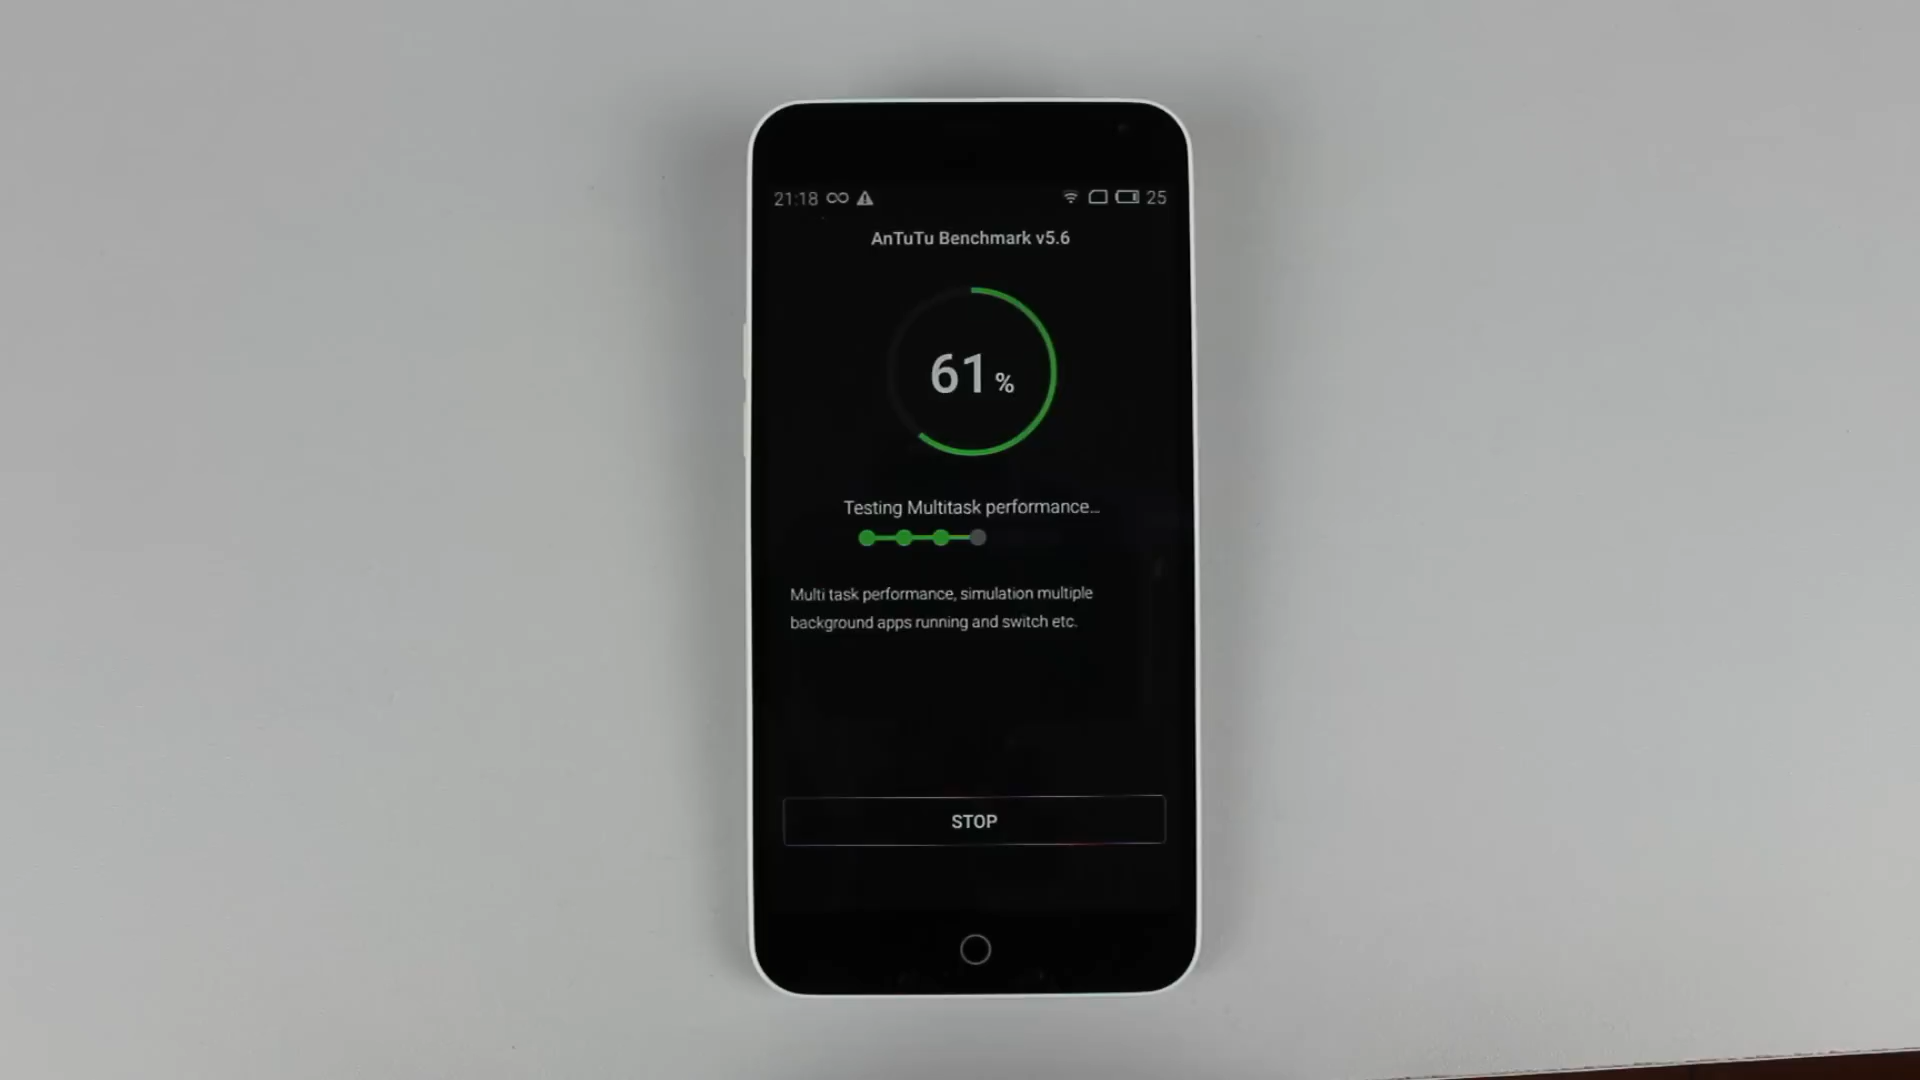 21:18 25
AnTuTu Benchmark v5.6
61 %
Testing Multitask performance...
Multi task performance, simulation multiple
background apps running and switch etc.
STOP